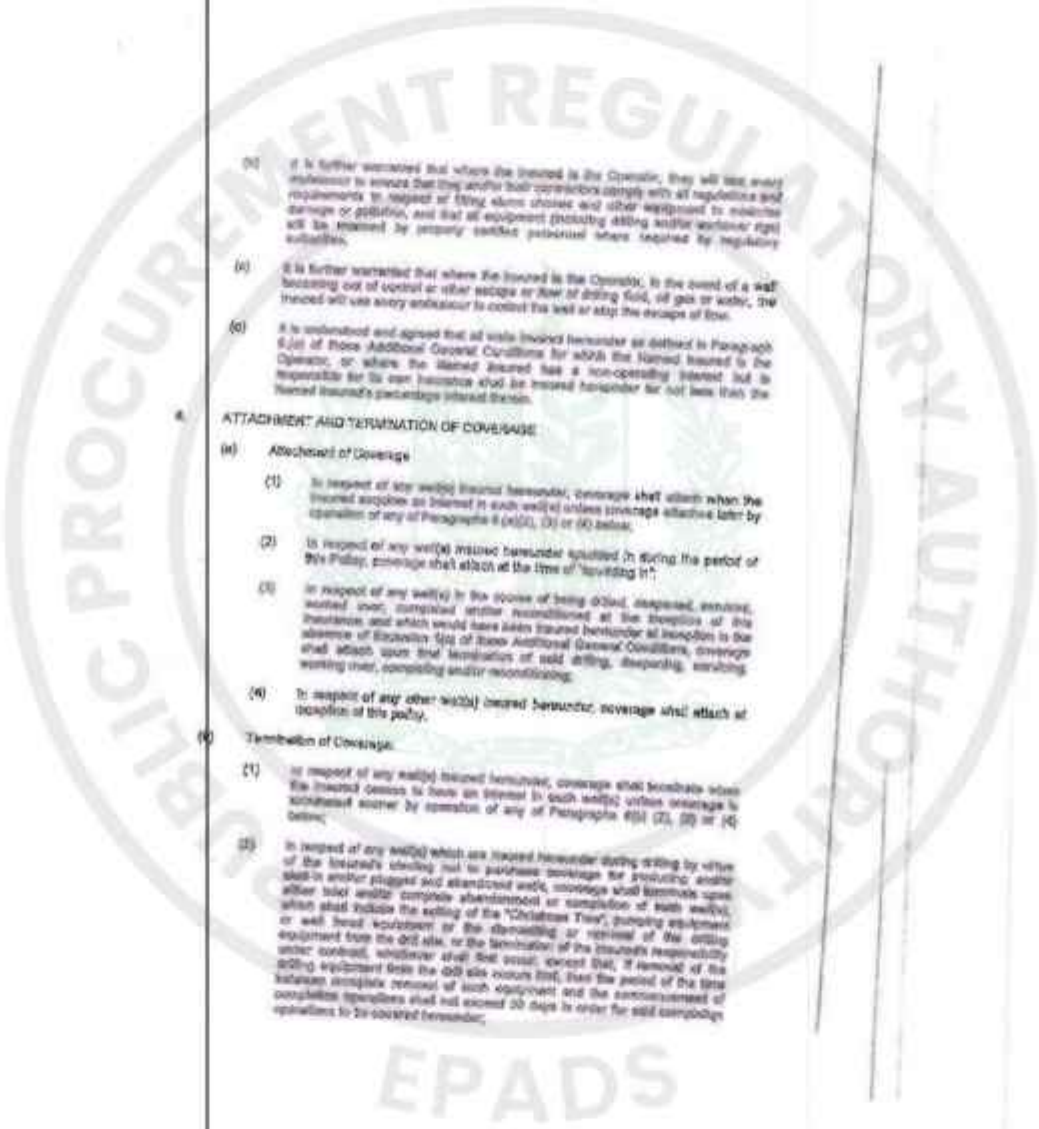 PUBLIC PROCUREMENT REGULATORY AUTHORITY
(b) It is further warranted that where the Insured is the Operator, they will use every
endeavour to ensure that they and/or their contractors comply with all regulations and
requirements in respect of fitting storm chokes and other equipment to minimise
damage or pollution, and that all equipment (including drilling and/or workover rigs)
will be manned by properly certified personnel where required by regulatory
authorities.
(c) It is further warranted that where the Insured is the Operator, in the event of a well
becoming out of control or other escape or flow of drilling fluid, oil gas or water, the
Insured will use every endeavour to control the well or stop the escape of flow.
(d) It is understood and agreed that all wells insured hereunder as defined in Paragraph
of these Additional General Conditions for which the Named Insured is the
Operator, or where the Named Insured has a non-operating interest but is
responsible for its own insurance shall be insured hereunder for not less than the
Named Insured's percentage interest therein.
ATTACHMENT AND TERMINATION OF COVERAGE
(a) Attachment of Coverage
(1) In respect of any well(s) insured hereunder, coverage shall attach when the
Insured acquires an interest in such well(s) unless coverage attaches later by
operation of any of Paragraphs (2), (3) or (4) below;
(2) In respect of any well(s) insured hereunder spudded in during the period of
this Policy, coverage shall attach at the time of "spudding in";
(3) In respect of any well(s) in the course of being drilled, deepened, serviced,
worked over, completed and/or reconditioned at the inception of this
insurance, and which would have been insured hereunder at inception in the
absence of Exclusion of these Additional General Conditions, coverage
shall attach upon final termination of said drilling, deepening, servicing,
working over, completing and/or reconditioning;
(4) In respect of any other well(s) insured hereunder, coverage shall attach at
inception of this policy.
Termination of Coverage:
(1) In respect of any well(s) insured hereunder, coverage shall terminate when
the Insured ceases to have an interest in such well(s) unless coverage is
terminated sooner by operation of any of Paragraphs (2), (3) or (4)
below;
(2) In respect of any well(s) which are insured hereunder during drilling by virtue
of the Insured's electing not to purchase coverage for producing and/or
shut-in and/or plugged and abandoned wells, coverage shall terminate upon
either total and/or complete abandonment or completion of such well(s),
which shall include the setting of the "Christmas Tree", pumping equipment
or well head equipment or the dismantling or removal of the drilling
equipment from the drill site, or the termination of the Insured's responsibility
under contract, whichever shall first occur, except that, if removal of the
drilling equipment from the drill site occurs first, then the period of the time
between complete removal of such equipment and the commencement of
completion operations shall not exceed days in order for said completion
operations to be covered hereunder;
EPADS